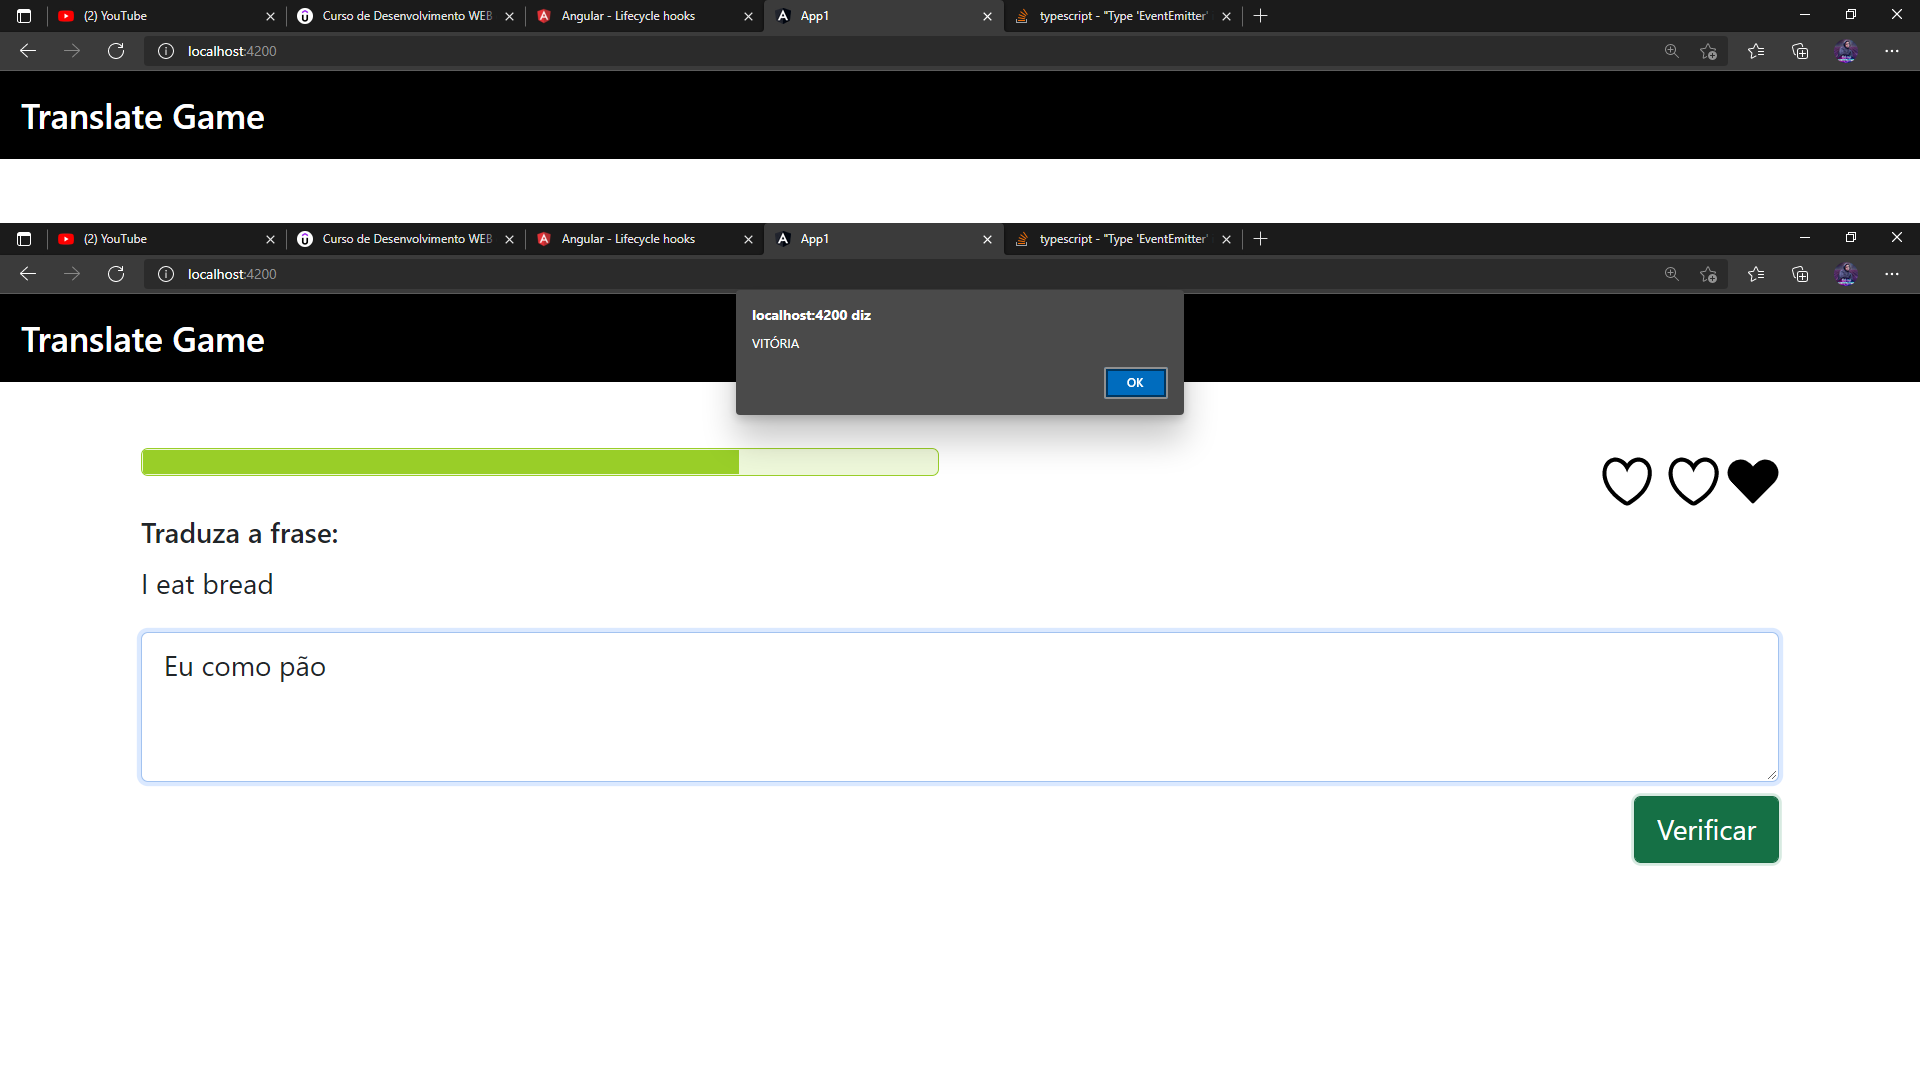 (2) YouTube
Curso de Desenvolvimento WEB
Angular - Lifecycle hooks
App1
typescript - "Type 'EventEmitter'
localhost:4200
Translate Game
(2) YouTube
Curso de Desenvolvimento WEB
Angular - Lifecycle hooks
App1
typescript - "Type 'EventEmitter'
localhost:4200
Translate Game
localhost:4200 diz
VITÓRIA
OK
Traduza a frase:
I eat bread
Eu como pão
Verificar